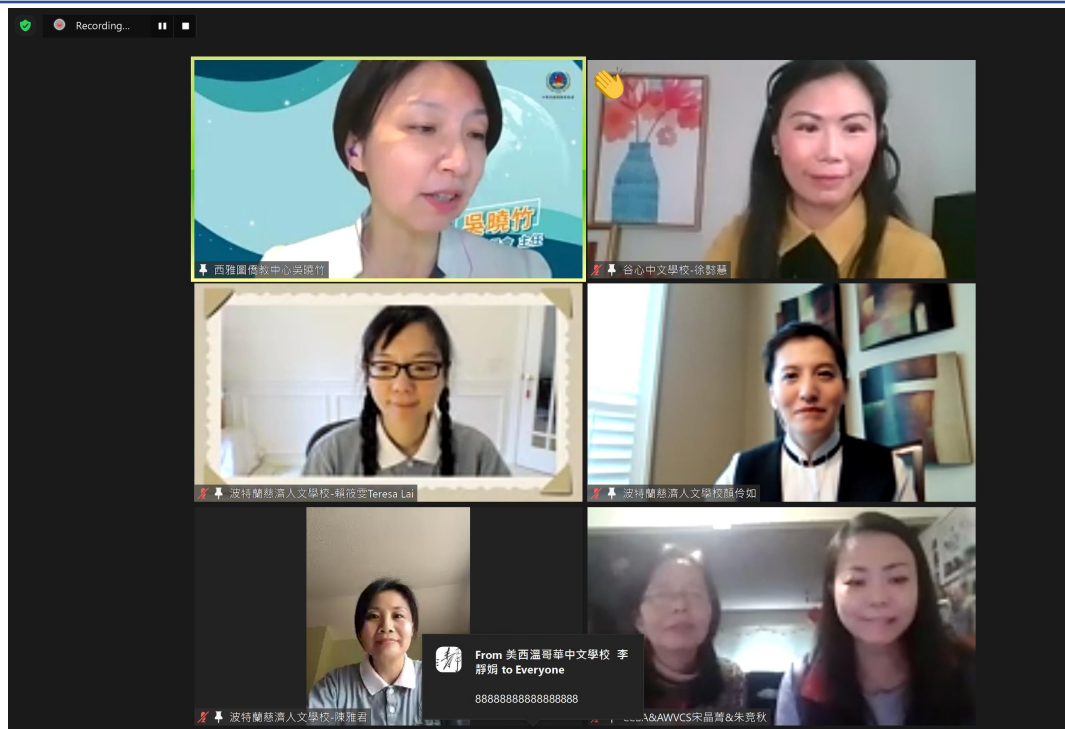 Recording...
吳曉竹
主任
西雅圖僑教中心吳曉竹
谷心中文學校-徐懿慧
波特蘭慈濟人文學校-賴筱雯Teresa Lai
波特蘭慈濟人文學校顏伶如
From 美西溫哥華中文學校 李
靜娟 to Everyone
88888888888888888
波特蘭慈濟人文學校-陳雅君
&AWVCS宋晶菁&朱竞秋